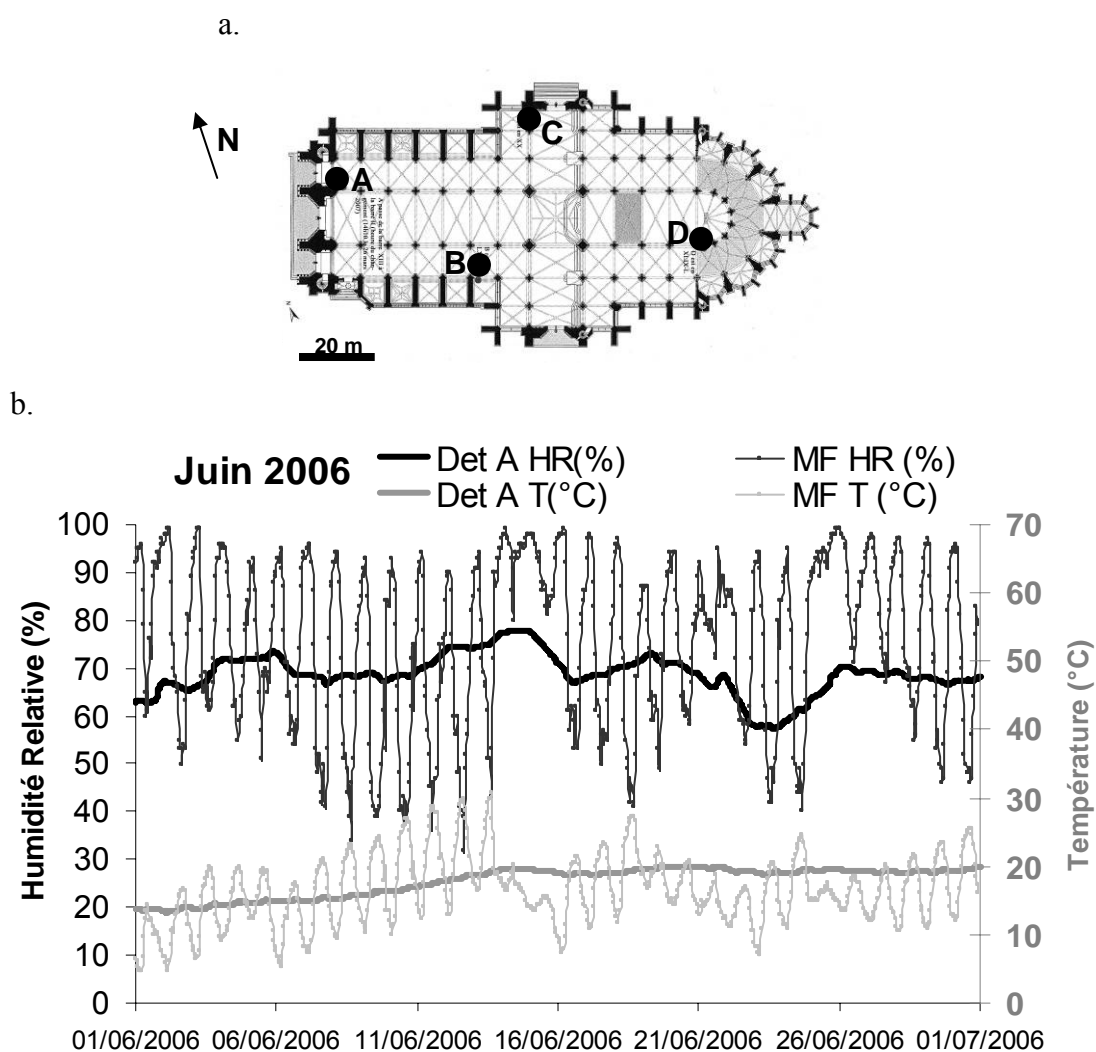 a.
N
C
A
B
D
N
20 m
b.
Juin 2006
Det A HR(%)
MF HR (%)
Det A T(°C)
MF T (°C)
100
90
80
70
60
50
40
30
20
10
0
Humidité Relative (%)
70
60
50
40
30
20
10
0
Température (°C)
01/06/2006 06/06/2006 11/06/2006 16/06/2006 21/06/2006 26/06/2006 01/07/2006